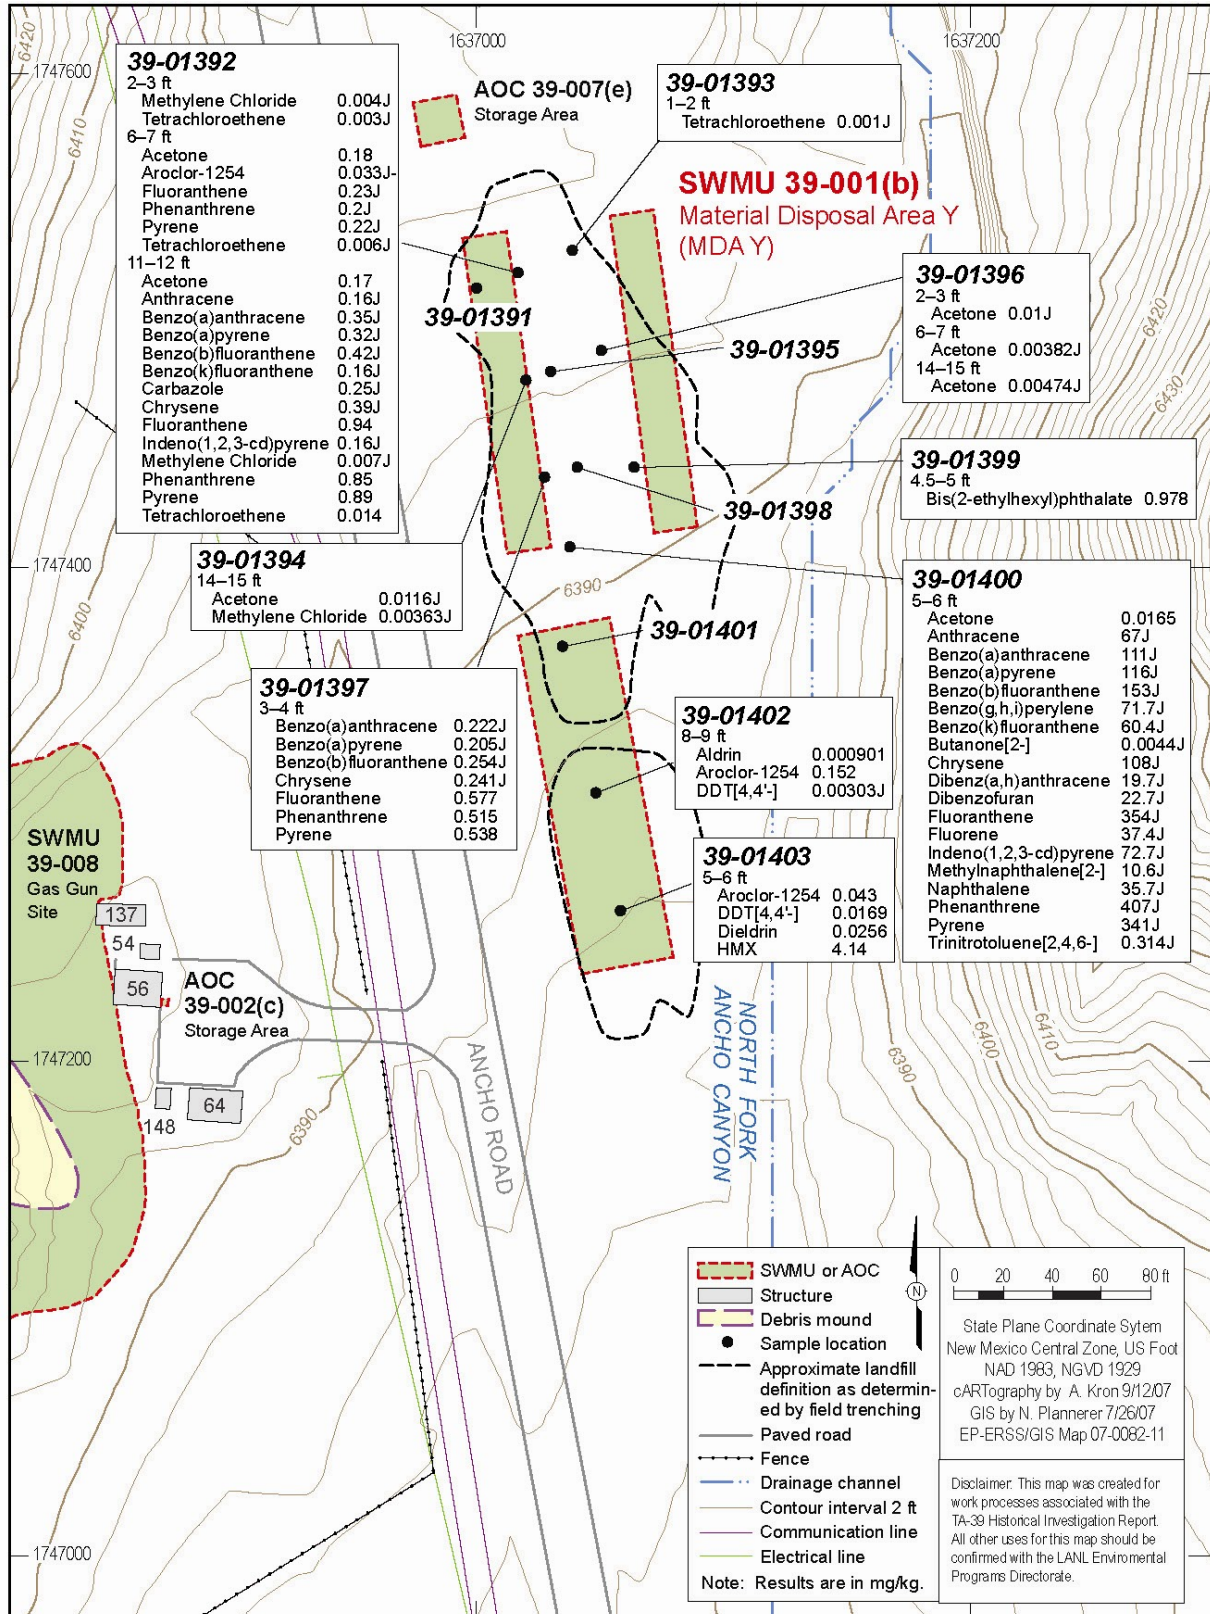 6420
6410
6400
1637000
1637200
1747600
1747400
1747200
1747000
39-01392
2–3 ft
Methylene Chloride 0.004J
Tetrachloroethene 0.003J
6–7 ft
Acetone 0.18
Aroclor-1254 0.033J-
Fluoranthene 0.23J
Phenanthrene 0.2J
Pyrene 0.22J
Tetrachloroethene 0.006J
11–12 ft
Acetone 0.17
Anthracene 0.16J
Benzo(a)anthracene 0.35J
Benzo(a)pyrene 0.32J
Benzo(b)fluoranthene 0.42J
Benzo(k)fluoranthene 0.16J
Carbazole 0.25J
Chrysene 0.39J
Fluoranthene 0.94
Indeno(1,2,3-cd)pyrene 0.16J
Methylene Chloride 0.007J
Phenanthrene 0.85
Pyrene 0.89
Tetrachloroethene 0.014
AOC 39-007(e)
Storage Area
39-01393
1–2 ft
Tetrachloroethene 0.001J
SWMU 39-001(b)
Material Disposal Area Y
(MDA Y)
39-01396
2–3 ft
Acetone 0.01J
6–7 ft
Acetone 0.00382J
14–15 ft
Acetone 0.00474J
6420
6430
39-01391
39-01395
39-01399
4.5–5 ft
Bis(2-ethylhexyl)phthalate 0.978
39-01398
39-01394
14–15 ft
Acetone 0.0116J
Methylene Chloride 0.00363J
6390
39-01401
39-01400
5–6 ft
Acetone 0.0165
Anthracene 67J
Benzo(a)anthracene 111J
Benzo(a)pyrene 116J
Benzo(b)fluoranthene 153J
Benzo(g,h,i)perylene 71.7J
Benzo(k)fluoranthene 60.4J
Butanone[2-] 0.0044J
Chrysene 108J
Dibenz(a,h)anthracene 19.7J
Dibenzofuran 22.7J
Fluoranthene 354J
Fluorene 37.4J
Indeno(1,2,3-cd)pyrene 72.7J
Methylnaphthalene[2-] 10.6J
Naphthalene 35.7J
Phenanthrene 407J
Pyrene 341J
Trinitrotoluene[2,4,6-] 0.314J
39-01397
3–4 ft
Benzo(a)anthracene 0.222J
Benzo(a)pyrene 0.205J
Benzo(b)fluoranthene 0.254J
Chrysene 0.241J
Fluoranthene 0.577
Phenanthrene 0.515
Pyrene 0.538
39-01402
8–9 ft
Aldrin 0.000901
Aroclor-1254 0.152
DDT[4,4'-] 0.00303J
39-01403
5–6 ft
Aroclor-1254 0.043
DDT[4,4'-] 0.0169
Dieldrin 0.0256
HMX 4.14
SWMU
39-008
Gas Gun
Site
137
54
56
AOC
39-002(c)
Storage Area
64
148
6390
ANCHO ROAD
NORTH FORK
ANCHO CANYON
6390
6400
6410
SWMU or AOC
Structure
Debris mound
Sample location
Approximate landfill
definition as determin-
ed by field trenching
Paved road
Fence
Drainage channel
Contour interval 2 ft
Communication line
Electrical line
Note: Results are in mg/kg.
N
0 20 40 60 80 ft
State Plane Coordinate Sytem
New Mexico Central Zone, US Foot
NAD 1983, NGVD 1929
cARTography by A. Kron 9/12/07
GIS by N. Plannerer 7/26/07
EP-ERSS/GIS Map 07-0082-11
Disclaimer: This map was created for
work processes associated with the
TA-39 Historical Investigation Report.
All other uses for this map should be
confirmed with the LANL Enviromental
Programs Directorate.